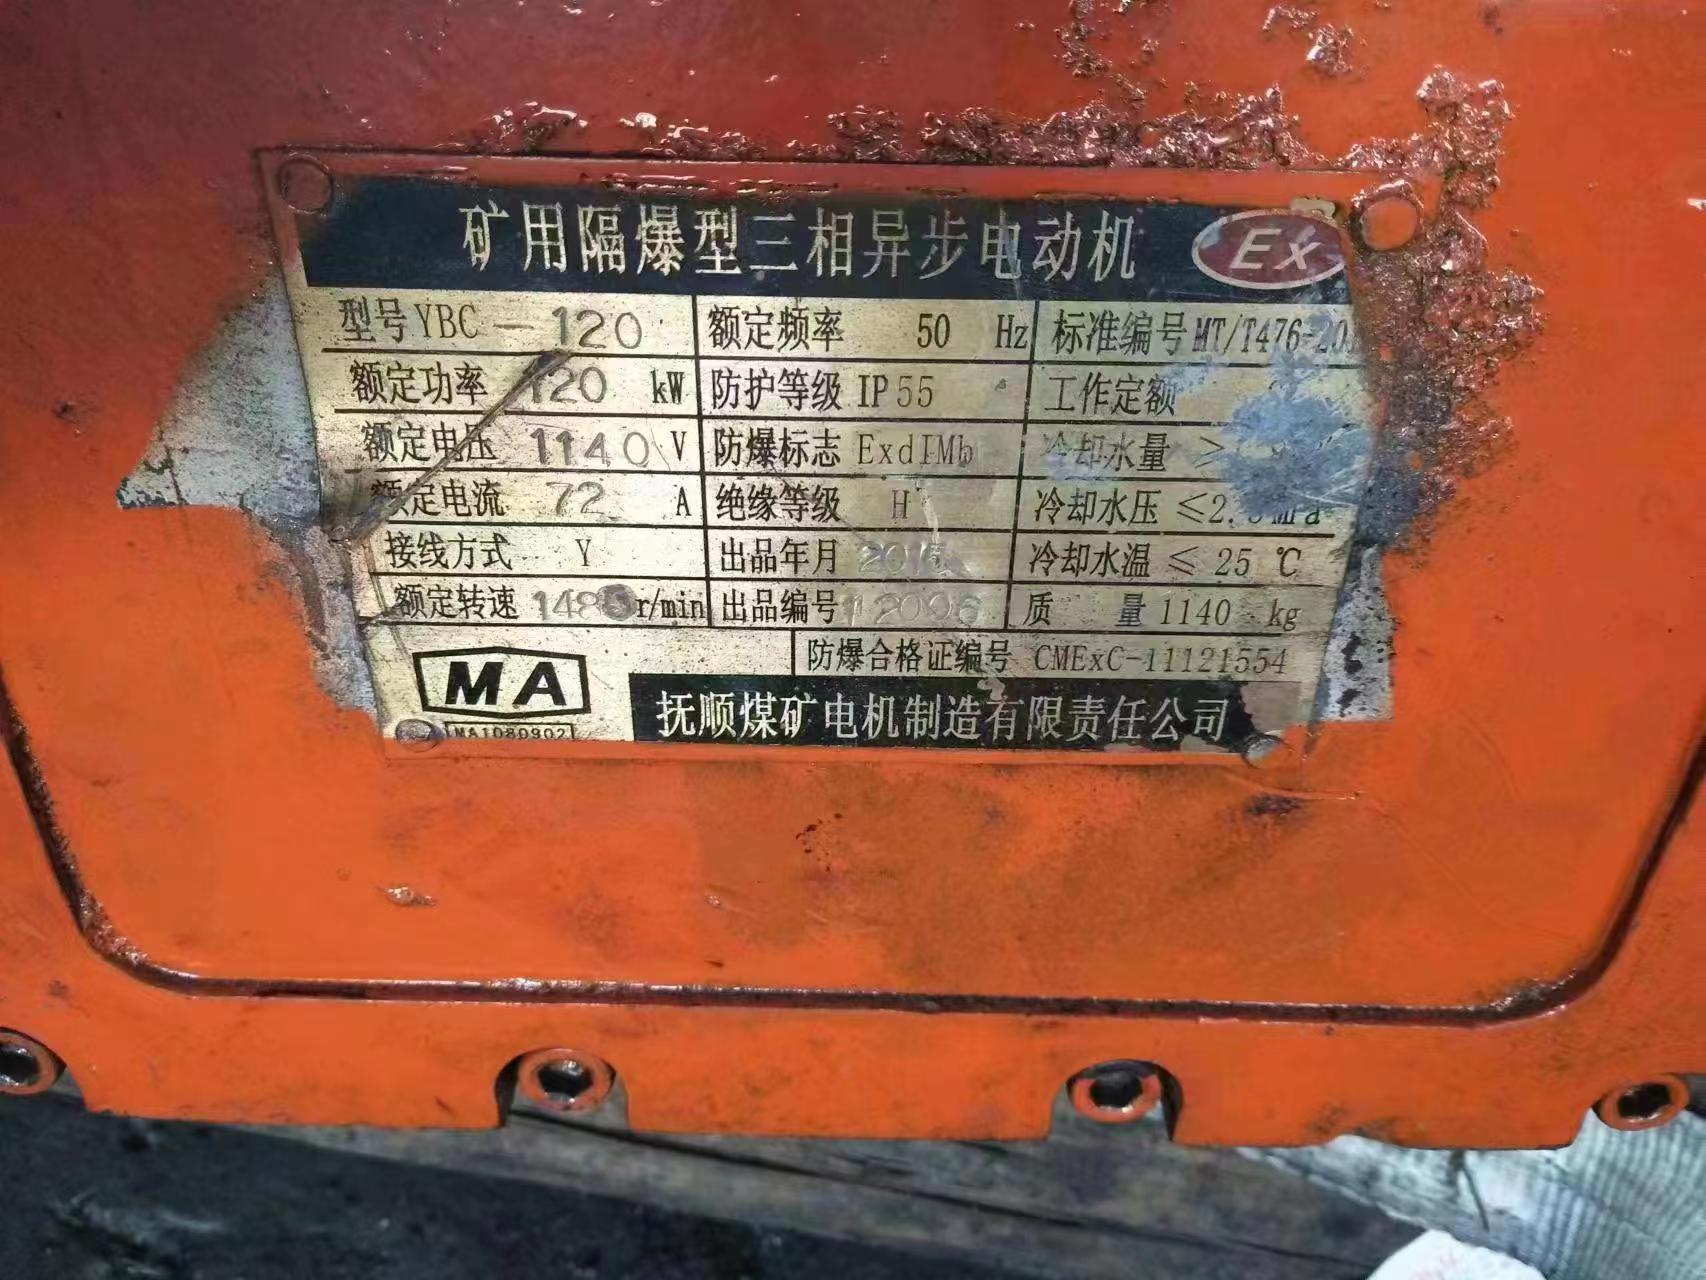 矿用隔爆型三相异步电动机 Ex
型号 YBC-120 额定频率 50 Hz 标准编号 MT/T476-20
额定功率 120 kW 防护等级 IP55 工作定额
额定电压 1140 V 防爆标志 ExdIMb 冷却水量 ≥
额定电流 72 A 绝缘等级 H 冷却水压 ≤2.
接线方式 Y 出品年月 冷却水温 ≤ 25 ℃
额定转速 r/min 出品编号 12006 质 量 1140 kg
防爆合格证编号 CMExC-11121554
MA
抚顺煤矿电机制造有限责任公司
MA1080902